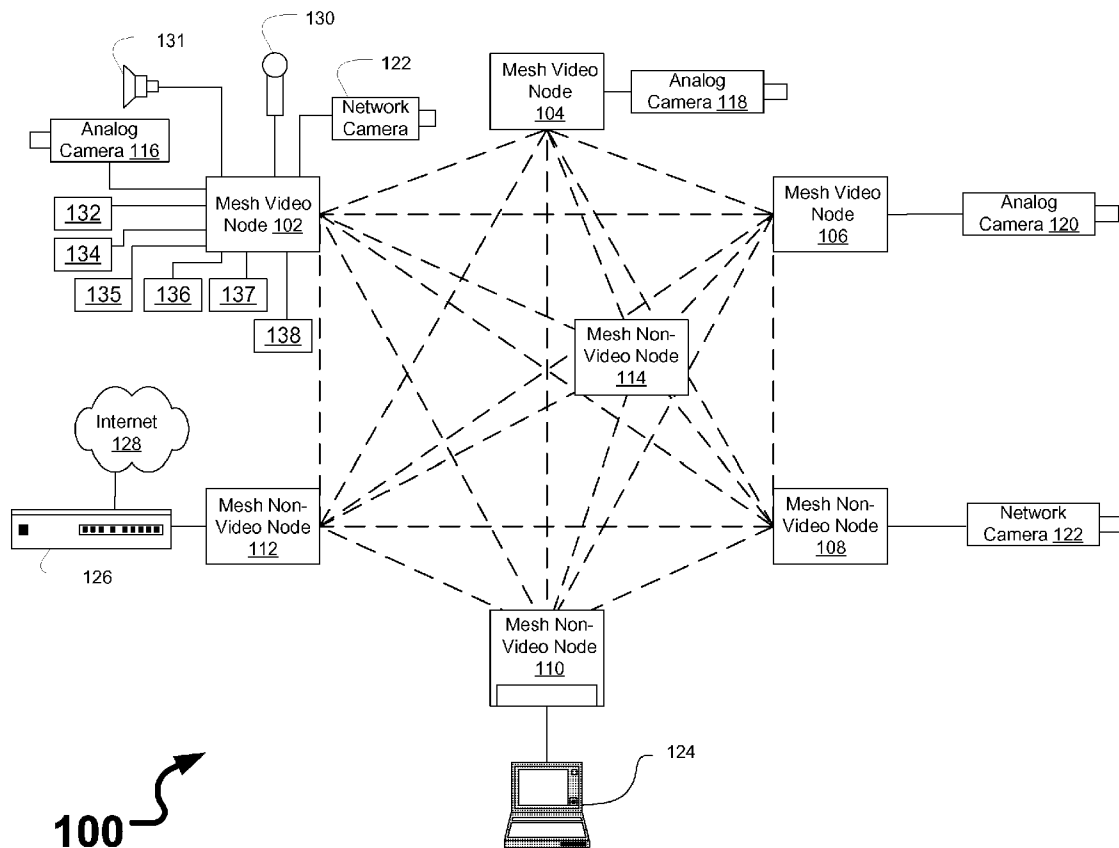 130
131
122
Network
Camera
Mesh Video
Node
104
Analog
Camera 118
Analog
Camera 116
Mesh Video
Node 102
Mesh Video
Node
106
Analog
Camera
120
132
134
135
136
137
138
Mesh Non-
Video Node
114
Internet
128
Mesh Non-
Video Node
112
Mesh Non-
Video Node
108
Network
Camera 122
126
Mesh Non-
Video Node
110
124
100